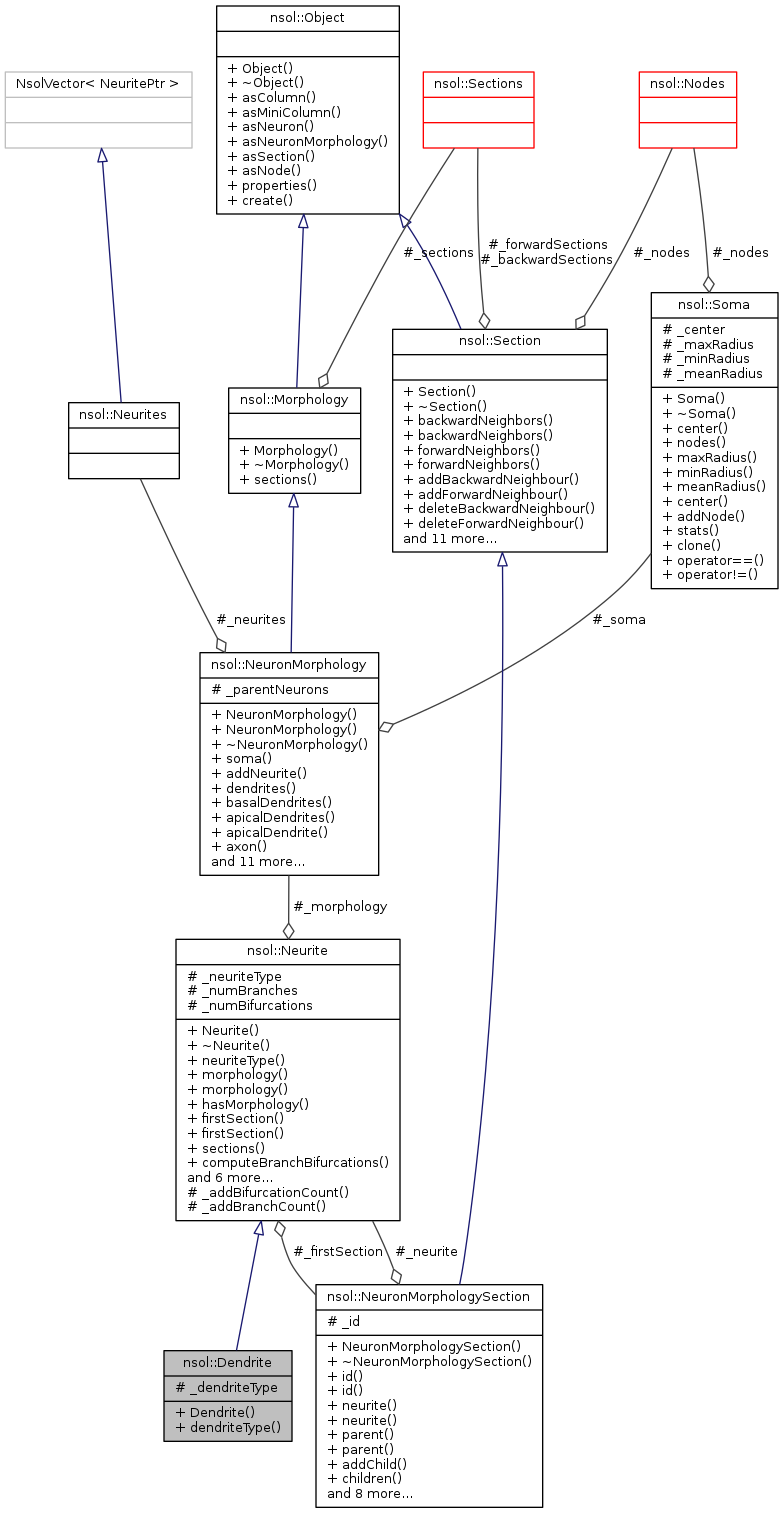 nsol::Object
+ Object()
+ ~Object()
+ asColumn()
+ asMiniColumn()
+ asNeuron()
+ asNeuronMorphology()
+ asSection()
+ asNode()
+ properties()
+ create()
NsolVector< NeuritePtr >
nsol::Sections
nsol::Nodes
#_sections
#_forwardSections
#_backwardSections
#_nodes
#_nodes
nsol::Soma
# _center
# _maxRadius
# _minRadius
# _meanRadius
+ Soma()
+ ~Soma()
+ center()
+ nodes()
+ maxRadius()
+ minRadius()
+ meanRadius()
+ center()
+ addNode()
+ stats()
+ clone()
+ operator==()
+ operator!=()
nsol::Section
+ Section()
+ ~Section()
+ backwardNeighbors()
+ backwardNeighbors()
+ forwardNeighbors()
+ forwardNeighbors()
+ addBackwardNeighbour()
+ addForwardNeighbour()
+ deleteBackwardNeighbour()
+ deleteForwardNeighbour()
and 11 more...
nsol::Morphology
+ Morphology()
+ ~Morphology()
+ sections()
nsol::Neurites
#_neurites
#_soma
nsol::NeuronMorphology
# _parentNeurons
+ NeuronMorphology()
+ NeuronMorphology()
+ ~NeuronMorphology()
+ soma()
+ addNeurite()
+ dendrites()
+ basalDendrites()
+ apicalDendrites()
+ apicalDendrite()
+ axon()
and 11 more...
#_morphology
nsol::Neurite
# _neuriteType
# _numBranches
# _numBifurcations
+ Neurite()
+ ~Neurite()
+ neuriteType()
+ morphology()
+ morphology()
+ hasMorphology()
+ firstSection()
+ firstSection()
+ sections()
+ computeBranchBifurcations()
and 6 more...
# _addBifurcationCount()
# _addBranchCount()
#_firstSection
#_neurite
nsol::NeuronMorphologySection
# _id
+ NeuronMorphologySection()
+ ~NeuronMorphologySection()
+ id()
+ id()
+ neurite()
+ neurite()
+ parent()
+ parent()
+ addChild()
+ children()
and 8 more...
nsol::Dendrite
# _dendriteType
+ Dendrite()
+ dendriteType()